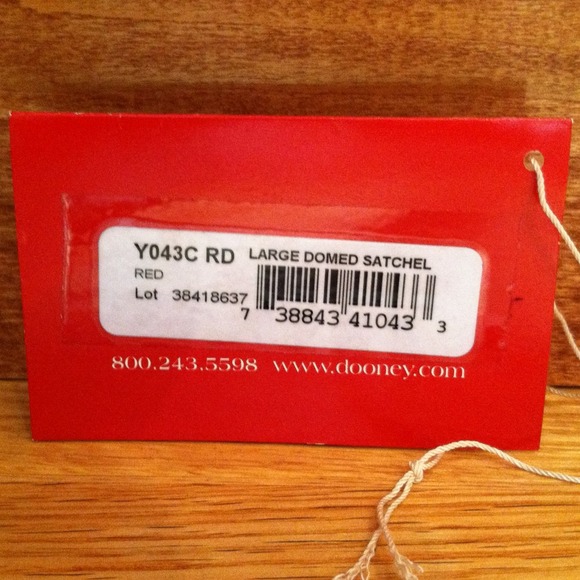 Y043C RD LARGE DOMED SATCHEL
RED
Lot 38418637
7 38843 41043 3
800.243.5598 www.dooney.com